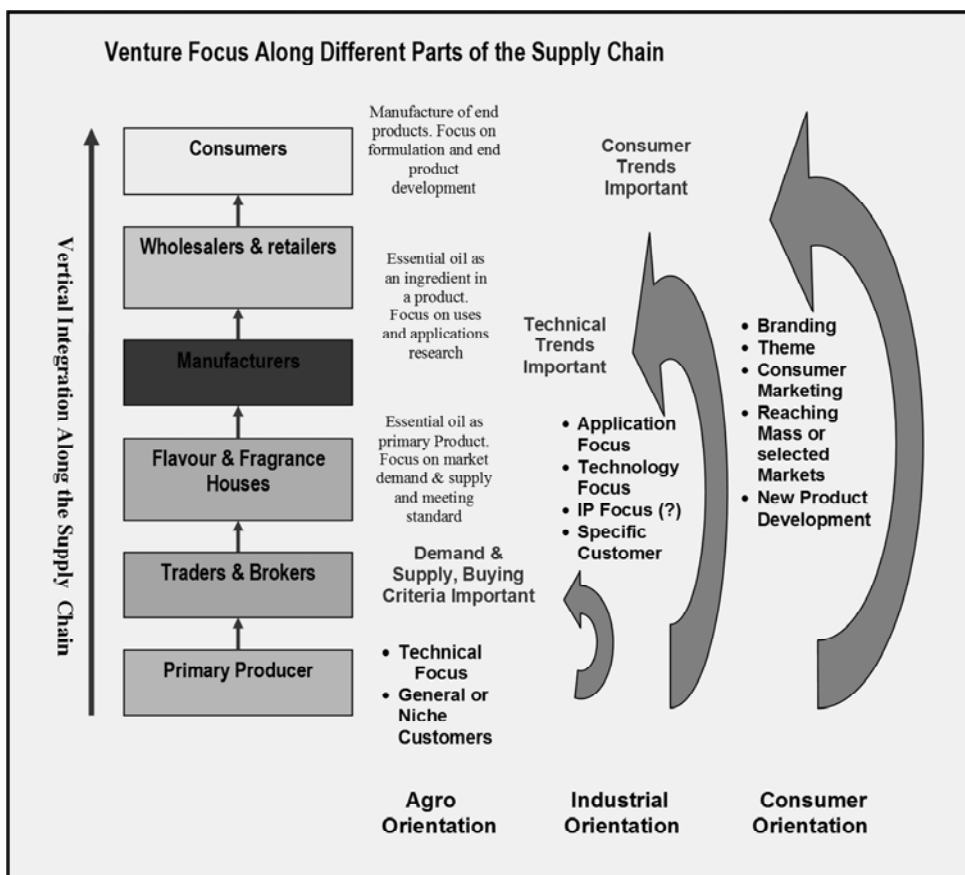 Venture Focus Along Different Parts of the Supply Chain
Vertical Integration Along the Supply Chain
Consumers
Wholesalers & retailers
Manufacturers
Flavour & Fragrance
Houses
Traders & Brokers
Primary Producer
Manufacture of end
products. Focus on
formulation and end
product
development
Essential oil as
an ingredient in
a product.
Focus on uses
and applications
research
Essential oil as
primary Product.
Focus on market
demand & supply
and meeting
standard
Demand &
Supply, Buying
Criteria Important
• Technical
Focus
• General or
Niche
Customers
Agro
Orientation
Technical
Trends
Important
• Application
Focus
• Technology
Focus
• IP Focus (?)
• Specific
Customer
Industrial
Orientation
Consumer
Trends
Important
• Branding
• Theme
• Consumer
Marketing
• Reaching
Mass or
selected
Markets
• New Product
Development
Consumer
Orientation